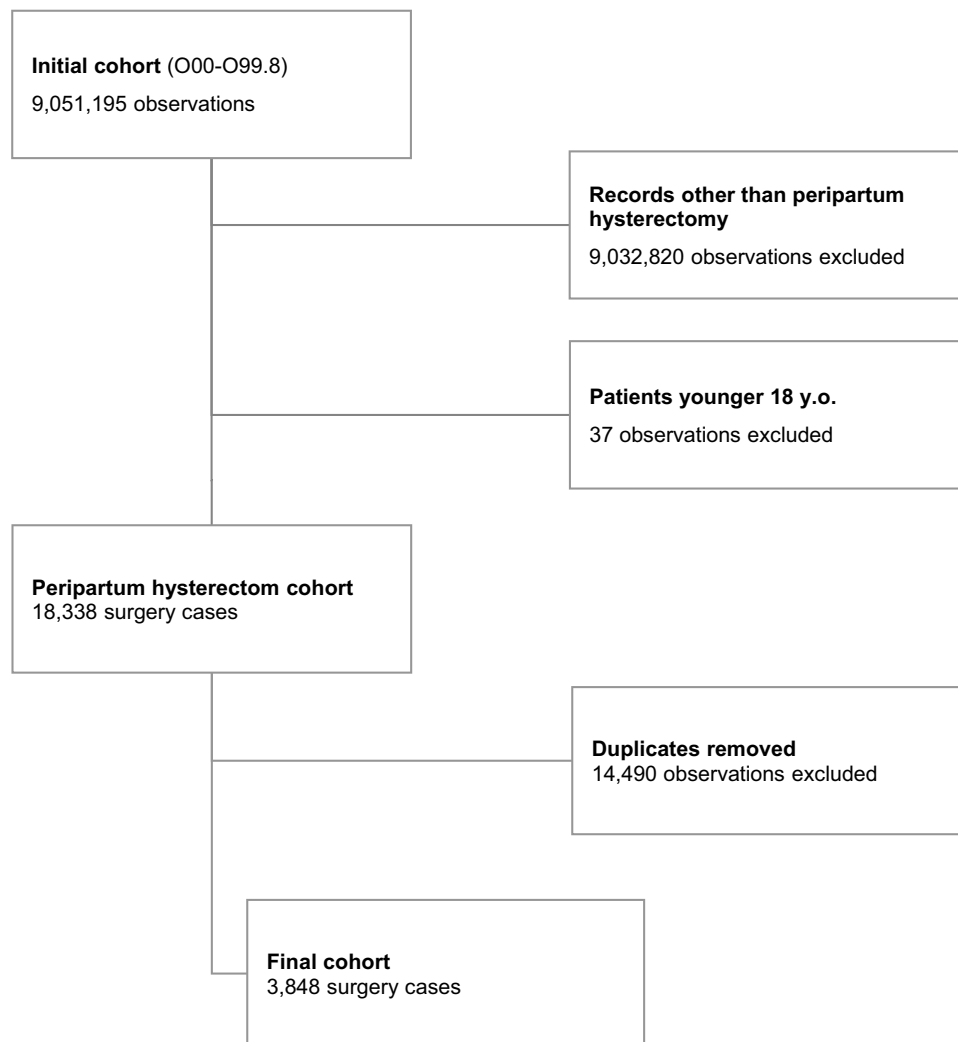 Initial cohort (O00-O99.8)
9,051,195 observations
Records other than peripartum
hysterectomy
9,032,820 observations excluded
Patients younger 18 y.o.
37 observations excluded
Peripartum hysterectom cohort
18,338 surgery cases
Duplicates removed
14,490 observations excluded
Final cohort
3,848 surgery cases